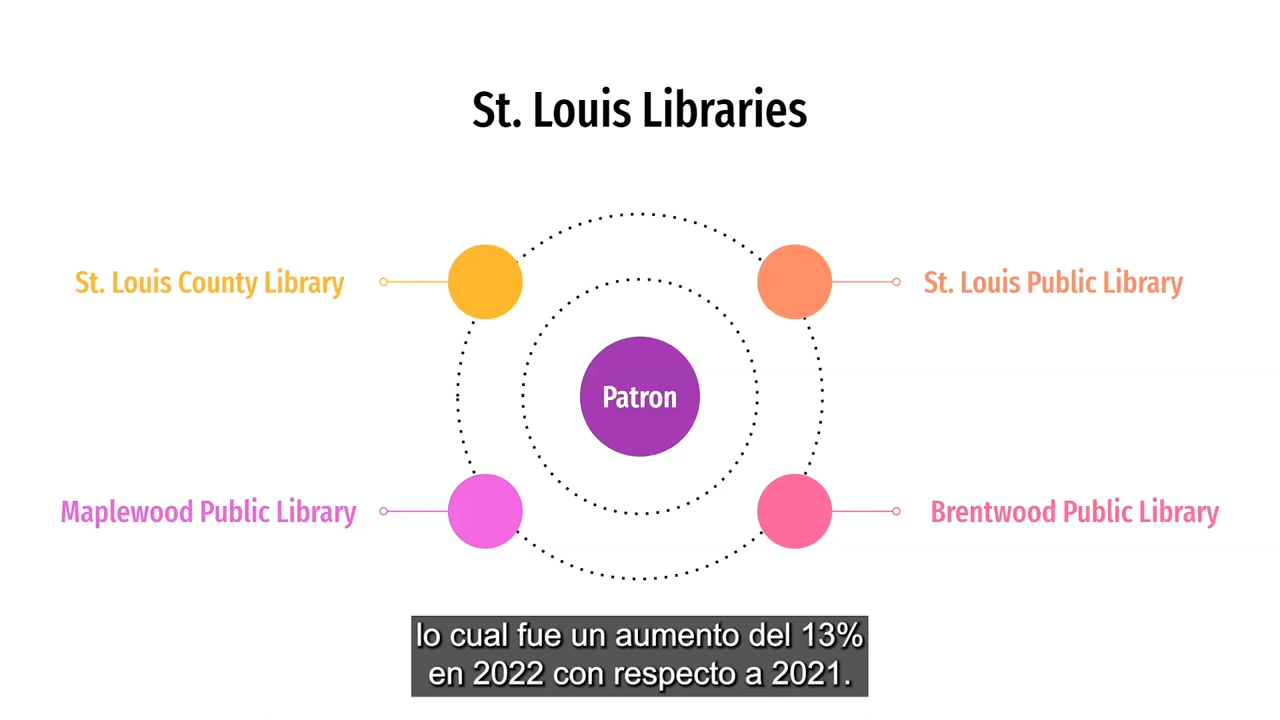 St. Louis Libraries
St. Louis County Library
St. Louis Public Library
Patron
Maplewood Public Library
Brentwood Public Library
lo cual fue un aumento del 13%
en 2022 con respecto a 2021.